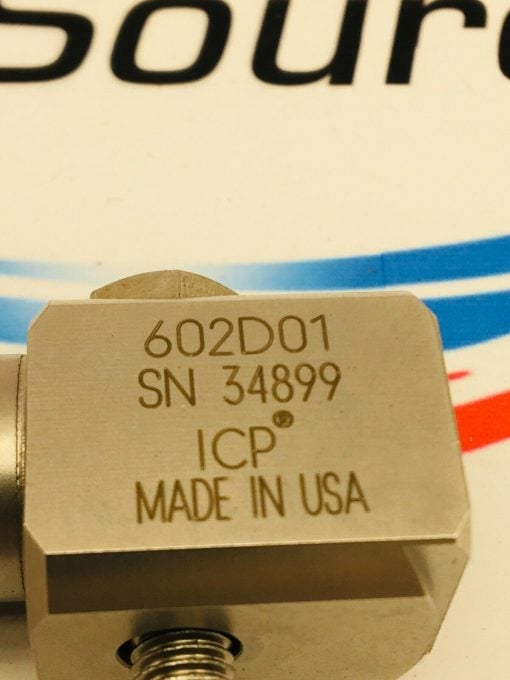 Sour
602D01
SN 34899
ICP®
MADE IN USA